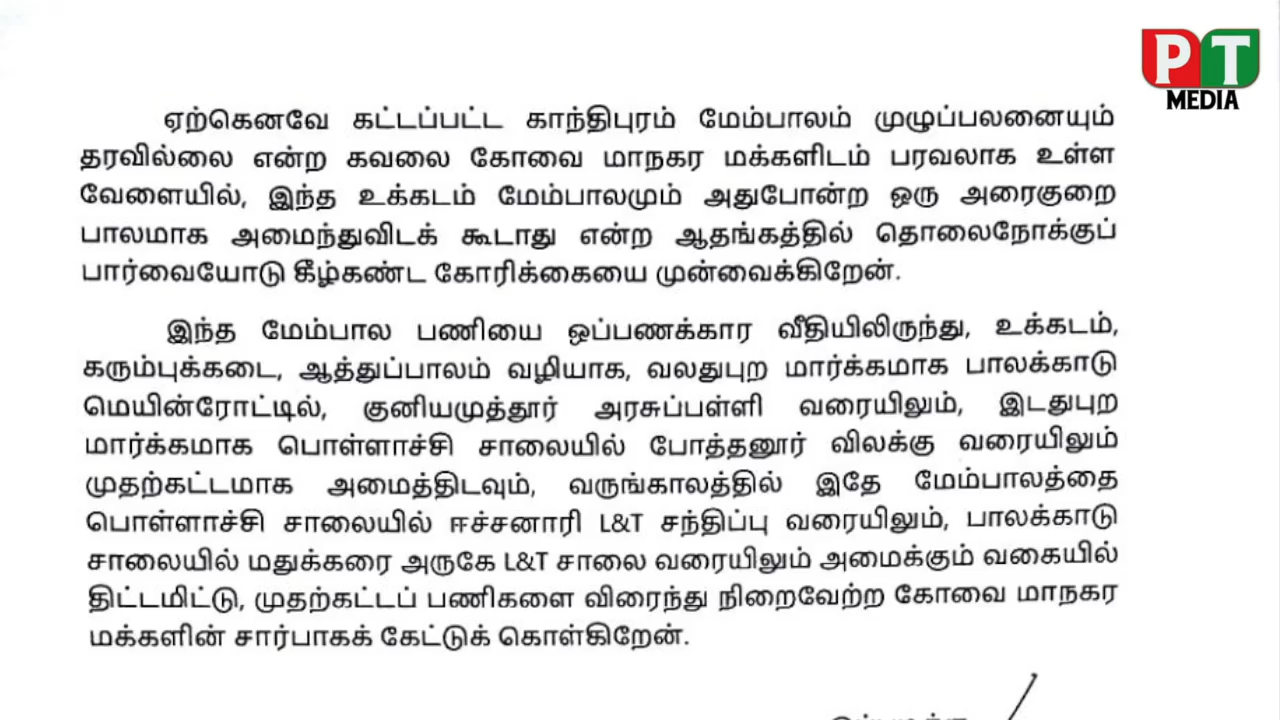 PT
MEDIA
ஏற்கெனவே கட்டப்பட்ட காந்திபுரம் மேம்பாலம் முழுப்பலனையும்
தரவில்லை என்ற கவலை கோவை மாநகர மக்களிடம் பரவலாக உள்ள
வேளையில், இந்த உக்கடம் மேம்பாலமும் அதுபோன்ற ஒரு அரைகுறை
பாலமாக அமைந்துவிடக் கூடாது என்ற ஆதங்கத்தில் தொலைநோக்குப்
பார்வையோடு கீழ்கண்ட கோரிக்கையை முன்வைக்கிறேன்.
இந்த மேம்பால பணியை ஒப்பணக்கார வீதியிலிருந்து, உக்கடம்,
கரும்புக்கடை, ஆத்துப்பாலம் வழியாக, வலதுபுற மார்க்கமாக பாலக்காடு
மெயின்ரோட்டில், குனியமுத்தூர் அரசுப்பள்ளி வரையிலும், இடதுபுற
மார்க்கமாக பொள்ளாச்சி சாலையில் போத்தனூர் விலக்கு வரையிலும்
முதற்கட்டமாக அமைத்திடவும், வருங்காலத்தில் இதே மேம்பாலத்தை
பொள்ளாச்சி சாலையில் ஈச்சனாரி L&T சந்திப்பு வரையிலும், பாலக்காடு
சாலையில் மதுக்கரை அருகே L&T சாலை வரையிலும் அமைக்கும் வகையில்
திட்டமிட்டு, முதற்கட்டப் பணிகளை விரைந்து நிறைவேற்ற கோவை மாநகர
மக்களின் சார்பாகக் கேட்டுக் கொள்கிறேன்.